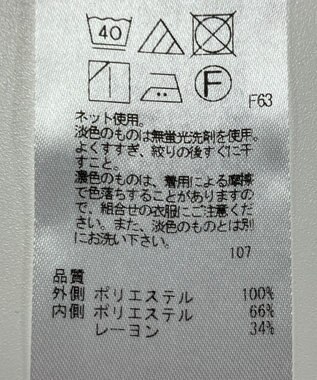 40
F
F63
ネット使用。
淡色のものは無蛍光洗剤を使用。
よくすすぎ、絞りの後すぐに干
すこと。
濃色のものは、着用による摩擦
で色落ちすることがありますの
で、組合せの衣服にご注意くだ
さい。また、淡色のものとは別
にお洗い下さい。
107
品質
外側 ポリエステル 100%
内側 ポリエステル 66%
レーヨン 34%